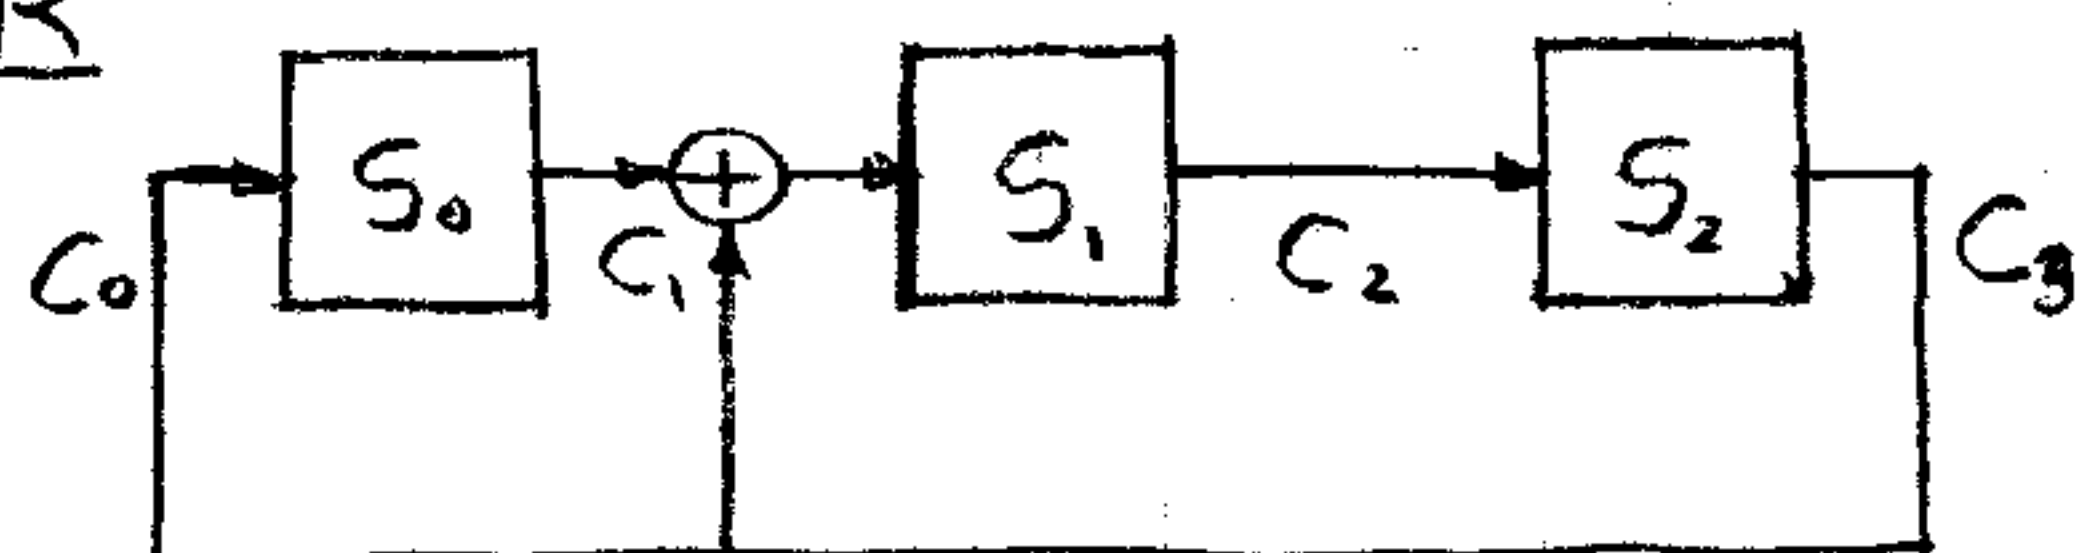 S₀ + S₁ S₂
C₀ C₁ C₂ C₃